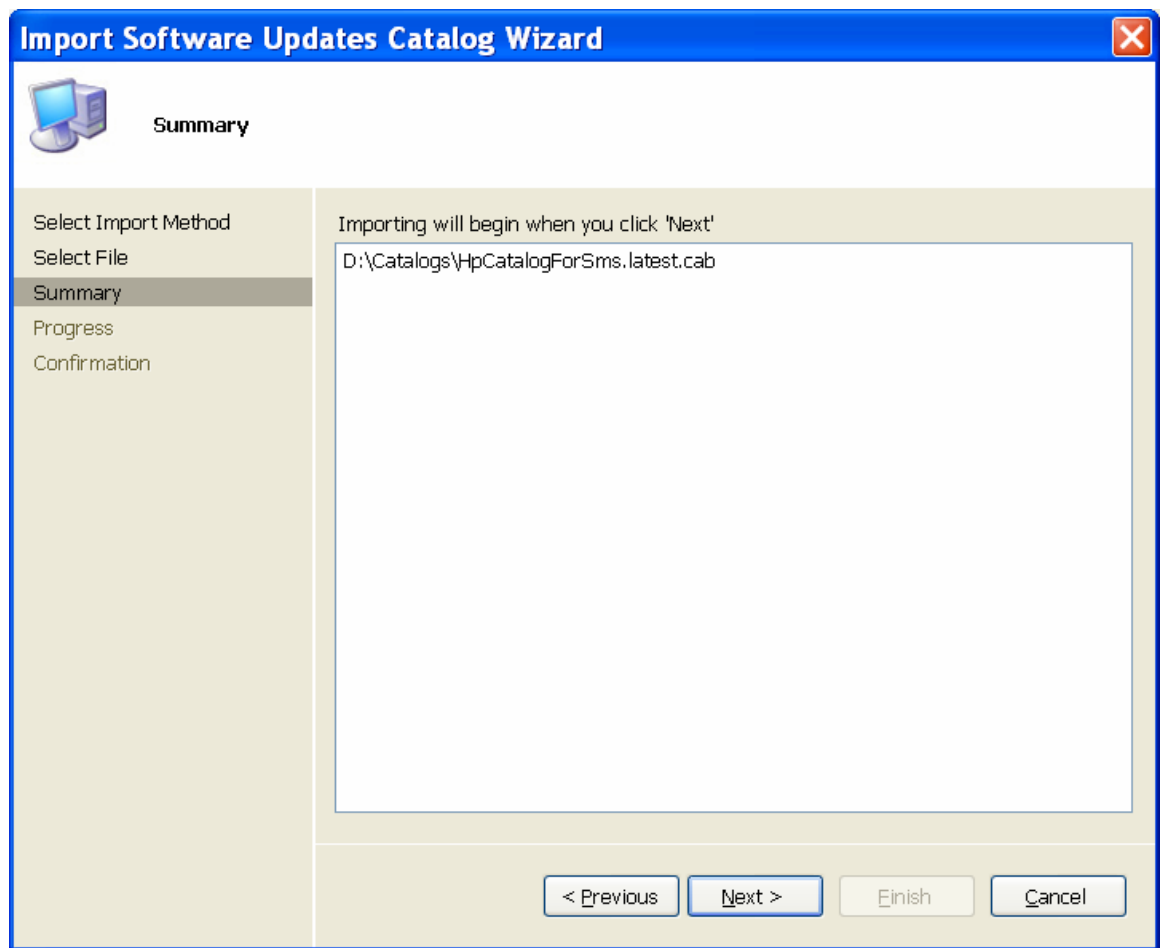 Import Software Updates Catalog Wizard
Summary
Select Import Method
Select File
Summary
Progress
Confirmation
Importing will begin when you click 'Next'
D:\Catalogs\HpCatalogForSms.latest.cab
< Previous
Next >
Finish
Cancel